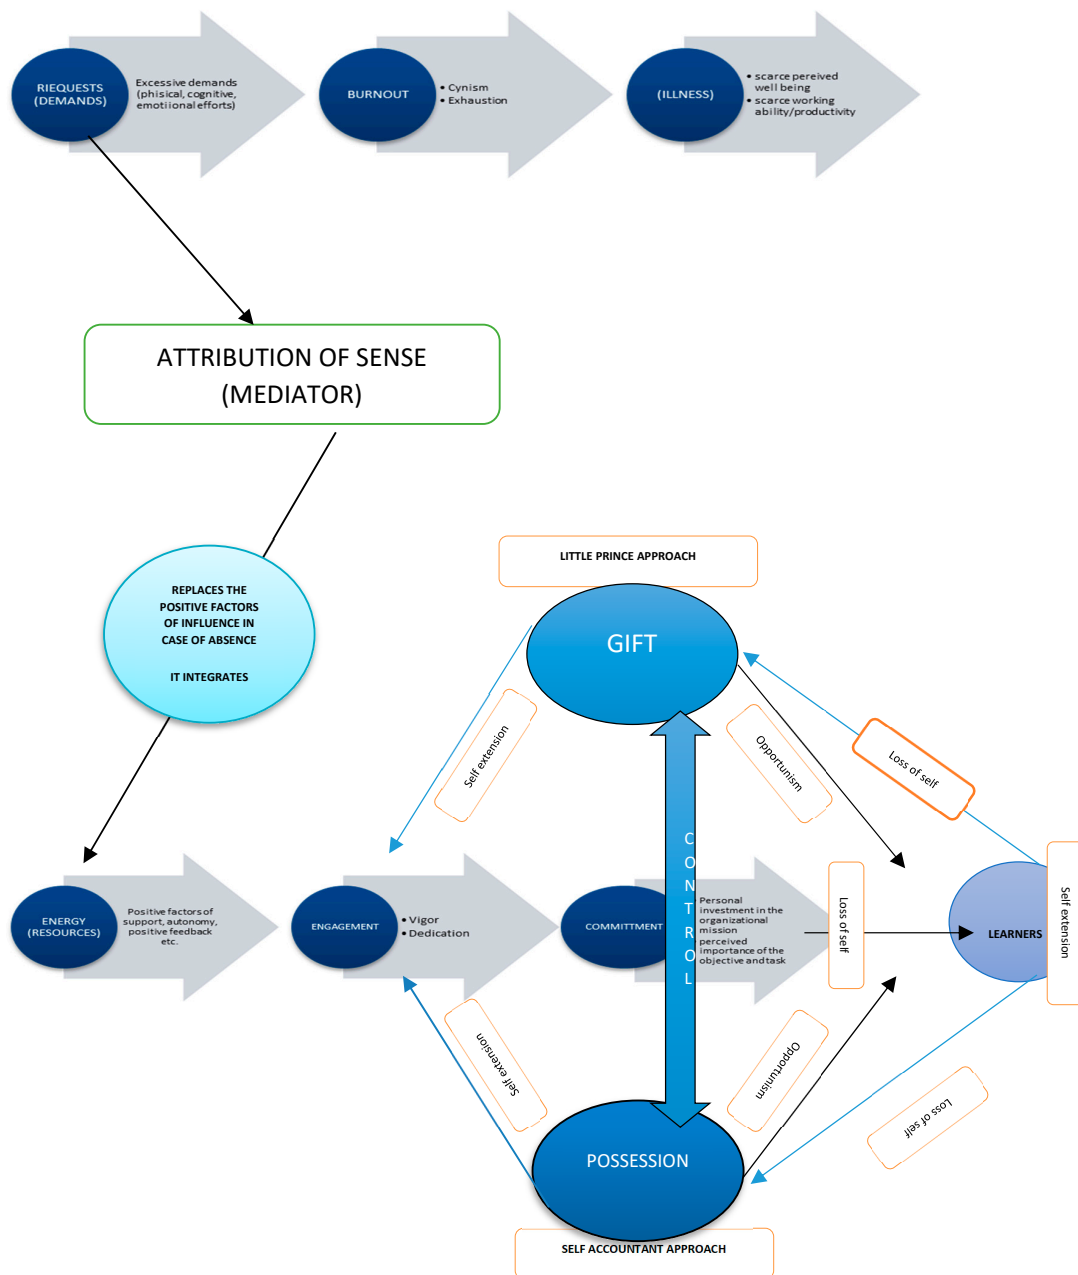 RIEQUESTS
(DEMANDS)
Excessive demands
(phisical, cognitive,
emotiional efforts)
BURNOUT
• Cynism
• Exhaustion
(ILLNESS)
• scarce pereived
well being
• scarce working
ability/productivity
ATTRIBUTION OF SENSE
(MEDIATOR)
REPLACES THE
POSITIVE FACTORS
OF INFLUENCE IN
CASE OF ABSENCE
IT INTEGRATES
LITTLE PRINCE APPROACH
GIFT
Self extension
Opportunism
Loss of self
CONTROL
ENERGY
(RESOURCES)
Positive factors of
support, autonomy,
positive feedback
etc.
ENGAGEMENT
• Vigor
• Dedication
COMMITTMENT
• Personal
investment in the
organizational
mission
• perceived
importance of the
objective and task
Loss of self
LEARNERS
Self extension
Self extension
Opportunism
Loss of self
POSSESSION
SELF ACCOUNTANT APPROACH